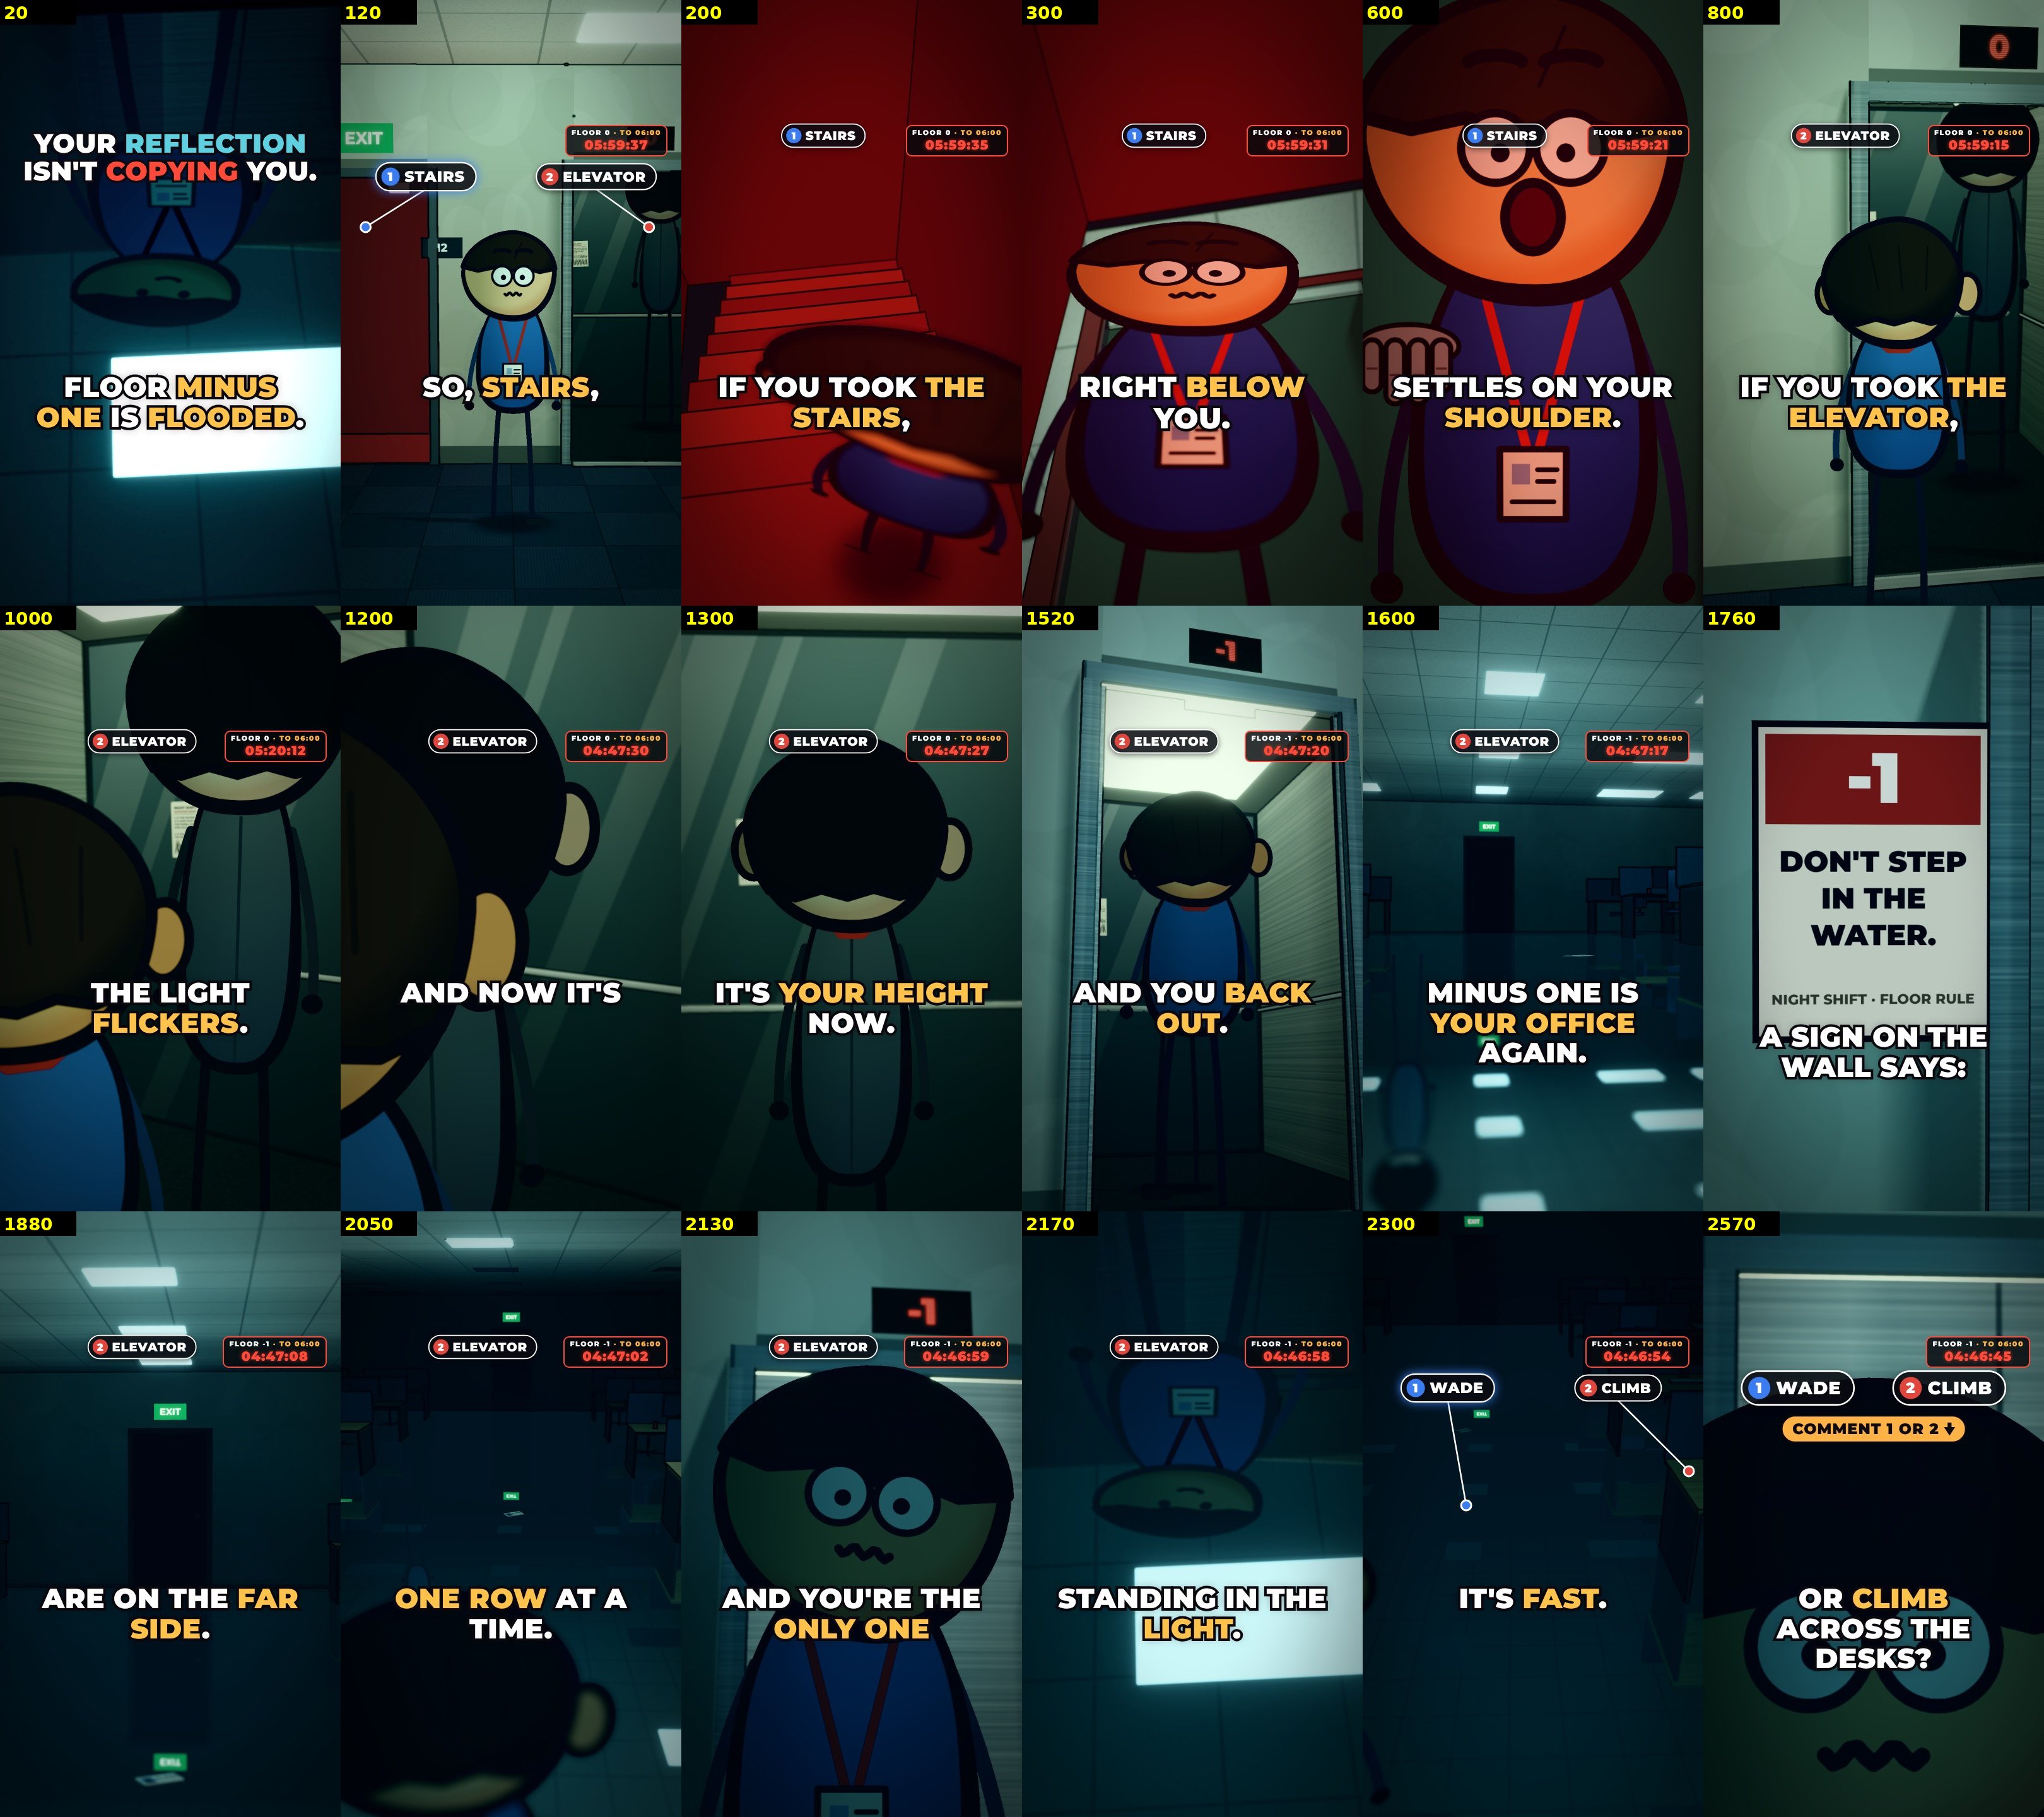 20
YOUR REFLECTION
ISN'T COPYING YOU.
FLOOR MINUS
ONE IS FLOODED.
120
EXIT
FLOOR 0 · TO 06:00
05:59:37
1 STAIRS
2 ELEVATOR
SO, STAIRS,
200
1 STAIRS
FLOOR 0 · TO 06:00
05:59:35
IF YOU TOOK THE
STAIRS,
300
1 STAIRS
FLOOR 0 · TO 06:00
05:59:31
RIGHT BELOW
YOU.
600
1 STAIRS
FLOOR 0 · TO 06:00
05:59:21
SETTLES ON YOUR
SHOULDER.
800
0
2 ELEVATOR
FLOOR 0 · TO 06:00
05:59:15
IF YOU TOOK THE
ELEVATOR,
1000
2 ELEVATOR
FLOOR 0 · TO 06:00
05:20:12
THE LIGHT
FLICKERS.
1200
2 ELEVATOR
FLOOR 0 · TO 06:00
04:47:30
AND NOW IT'S
1300
2 ELEVATOR
FLOOR 0 · TO 06:00
04:47:27
IT'S YOUR HEIGHT
NOW.
1520
-1
2 ELEVATOR
FLOOR -1 · TO 06:00
04:47:20
AND YOU BACK
OUT.
1600
2 ELEVATOR
FLOOR -1 · TO 06:00
04:47:17
EXIT
MINUS ONE IS
YOUR OFFICE
AGAIN.
1760
-1
DON'T STEP
IN THE
WATER.
NIGHT SHIFT · FLOOR RULE
A SIGN ON THE
WALL SAYS:
1880
2 ELEVATOR
FLOOR -1 · TO 06:00
04:47:08
EXIT
ARE ON THE FAR
SIDE.
EXIT
2050
EXIT
2 ELEVATOR
FLOOR -1 · TO 06:00
04:47:02
EXIT
ONE ROW AT A
TIME.
2130
-1
2 ELEVATOR
FLOOR -1 · TO 06:00
04:46:59
AND YOU'RE THE
ONLY ONE
2170
2 ELEVATOR
FLOOR -1 · TO 06:00
04:46:58
STANDING IN THE
LIGHT.
2300
EXIT
FLOOR -1 · TO 06:00
04:46:54
1 WADE
2 CLIMB
EXIT
IT'S FAST.
2570
FLOOR -1 · TO 06:00
04:46:45
1 WADE
2 CLIMB
COMMENT 1 OR 2
OR CLIMB
ACROSS THE
DESKS?